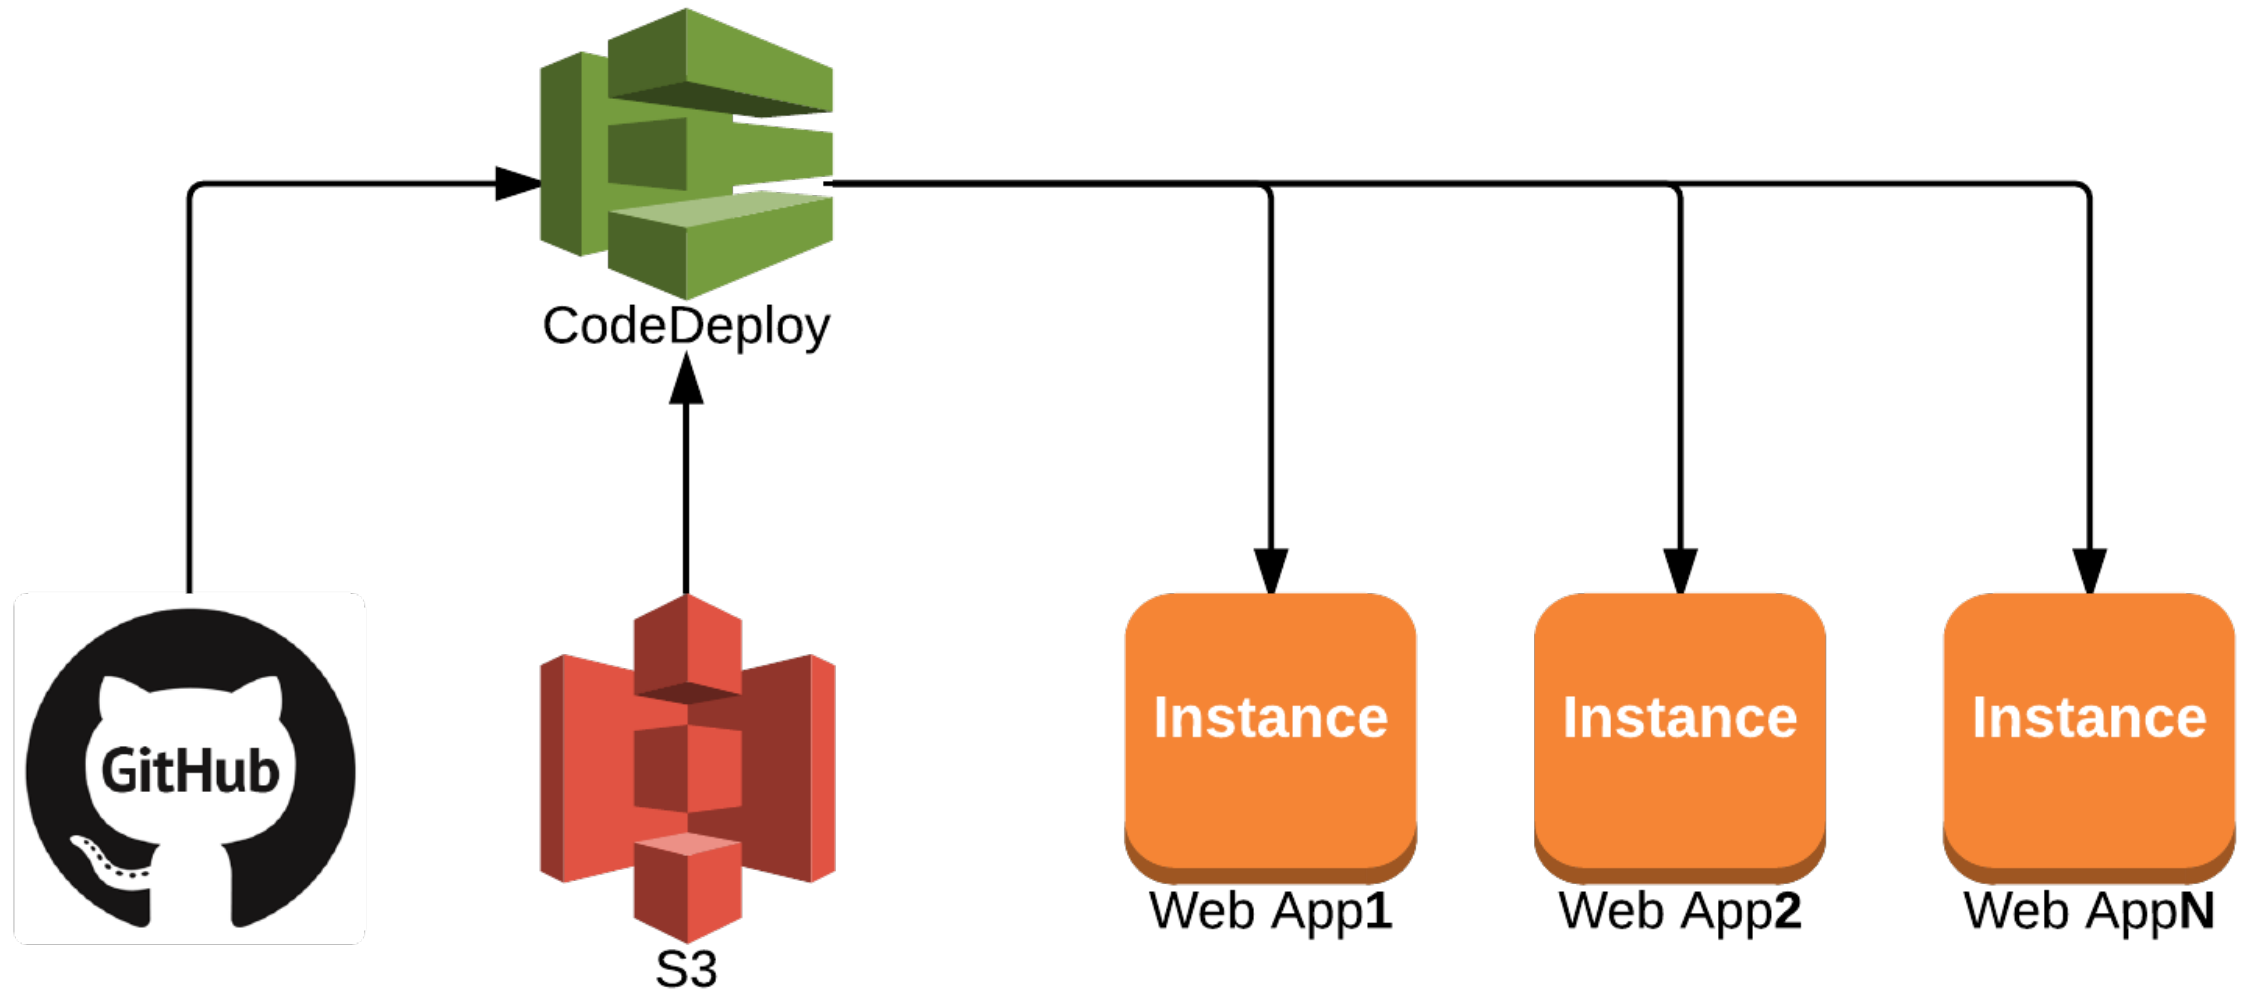 CodeDeploy
GitHub
S3
Instance
Web App1
Instance
Web App2
Instance
Web AppN